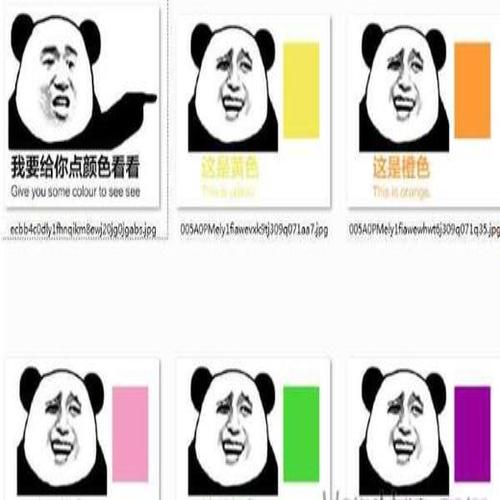 我要给你点颜色看看
Give you some colour to see see
这是黄色
This is yellow.
这是橙色
This is orange.
ecbb4c0dly1fhnqikm8ewj20jg0jgabs.jpg
005A0PMely1fiawevxk9tj309q071aa7.jpg
005A0PMely1fiawewhwt6j309q071q35.jpg